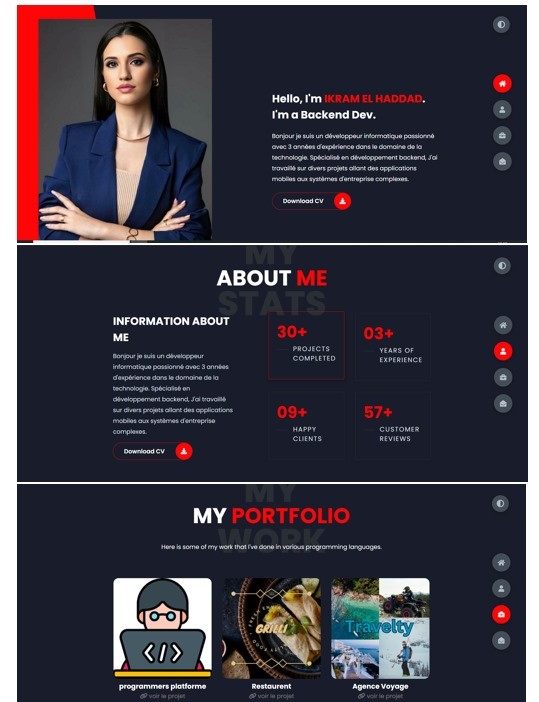 Hello, I'm IKRAM EL HADDAD.
I'm a Backend Dev.
Bonjour je suis un développeur informatique passionné
avec 3 années d'expérience dans le domaine de la
technologie. Spécialisé en développement backend, J'ai
travaillé sur divers projets allant des applications
mobiles aux systèmes d'entreprise complexes.
Download CV
MY
ABOUT ME
STATS
INFORMATION ABOUT
ME
Bonjour je suis un développeur
informatique passionné avec 3 années
d'expérience dans le domaine de la
technologie. Spécialisé en
développement backend, J'ai travaillé
sur divers projets allant des applications
mobiles aux systèmes d'entreprise
complexes.
Download CV
30+
PROJECTS
COMPLETED
03+
YEARS OF
EXPERIENCE
09+
HAPPY
CLIENTS
57+
CUSTOMER
REVIEWS
MY
MY PORTFOLIO
WORK
Here is some of my work that I've done in various programming languages.
</>
GRILLI
Travelty
programmers platforme
voir le projet
Restaurent
voir le projet
Agence Voyage
voir le projet